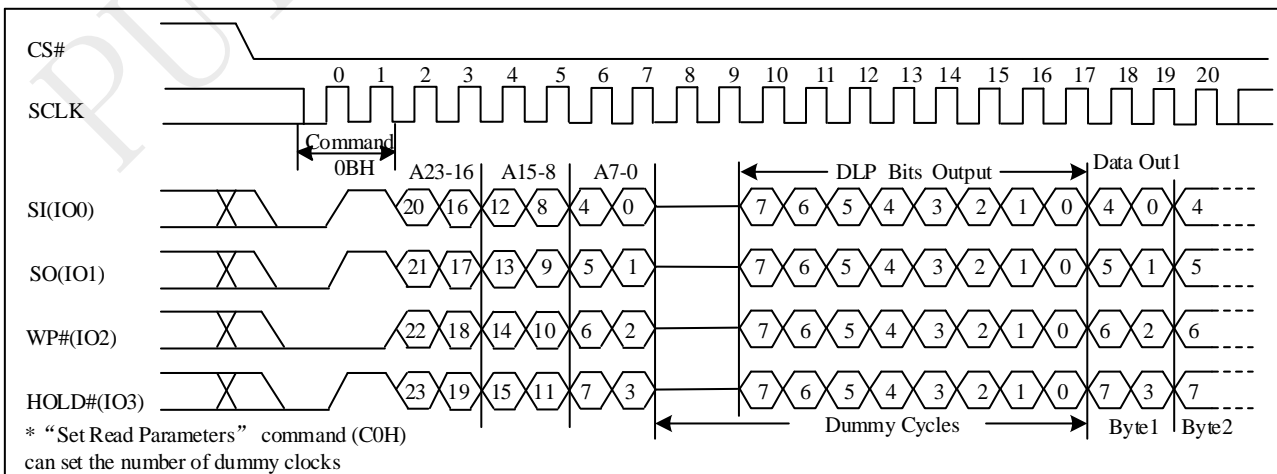 PUY
CS#
0 1 2 3 4 5 6 7 8 9 10 11 12 13 14 15 16 17 18 19 20
SCLK
Command
0BH
A23-16 A15-8 A7-0 DLP Bits Output Data Out1
SI(IO0) 20 16 12 8 4 0 7 6 5 4 3 2 1 0 4 0 4
SO(IO1) 21 17 13 9 5 1 7 6 5 4 3 2 1 0 5 1 5
WP#(IO2) 22 18 14 10 6 2 7 6 5 4 3 2 1 0 6 2 6
HOLD#(IO3) 23 19 15 11 7 3 7 6 5 4 3 2 1 0 7 3 7
Dummy Cycles Byte1 Byte2
* “Set Read Parameters” command (C0H)
can set the number of dummy clocks